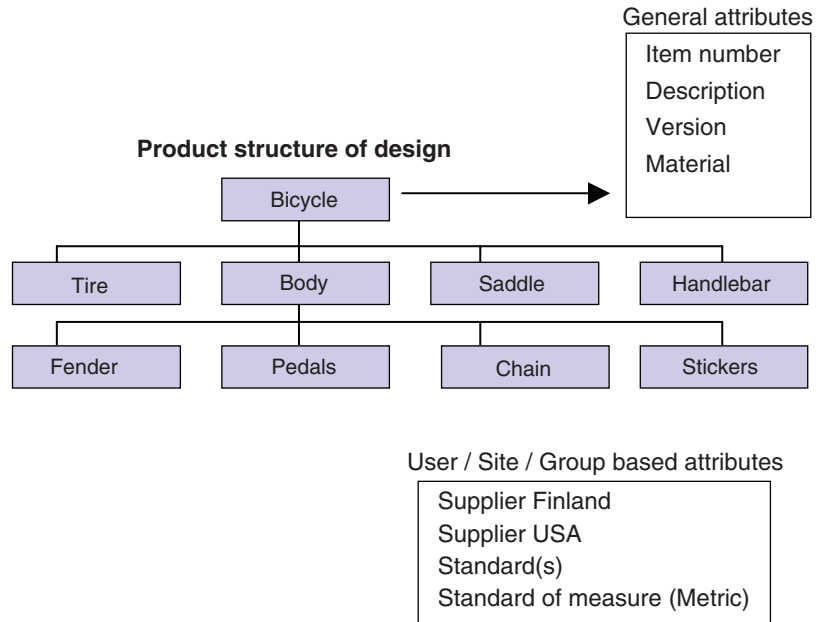 General attributes
Item number
Description
Version
Material
Product structure of design
Bicycle
Tire
Body
Saddle
Handlebar
Fender
Pedals
Chain
Stickers
User / Site / Group based attributes
Supplier Finland
Supplier USA
Standard(s)
Standard of measure (Metric)